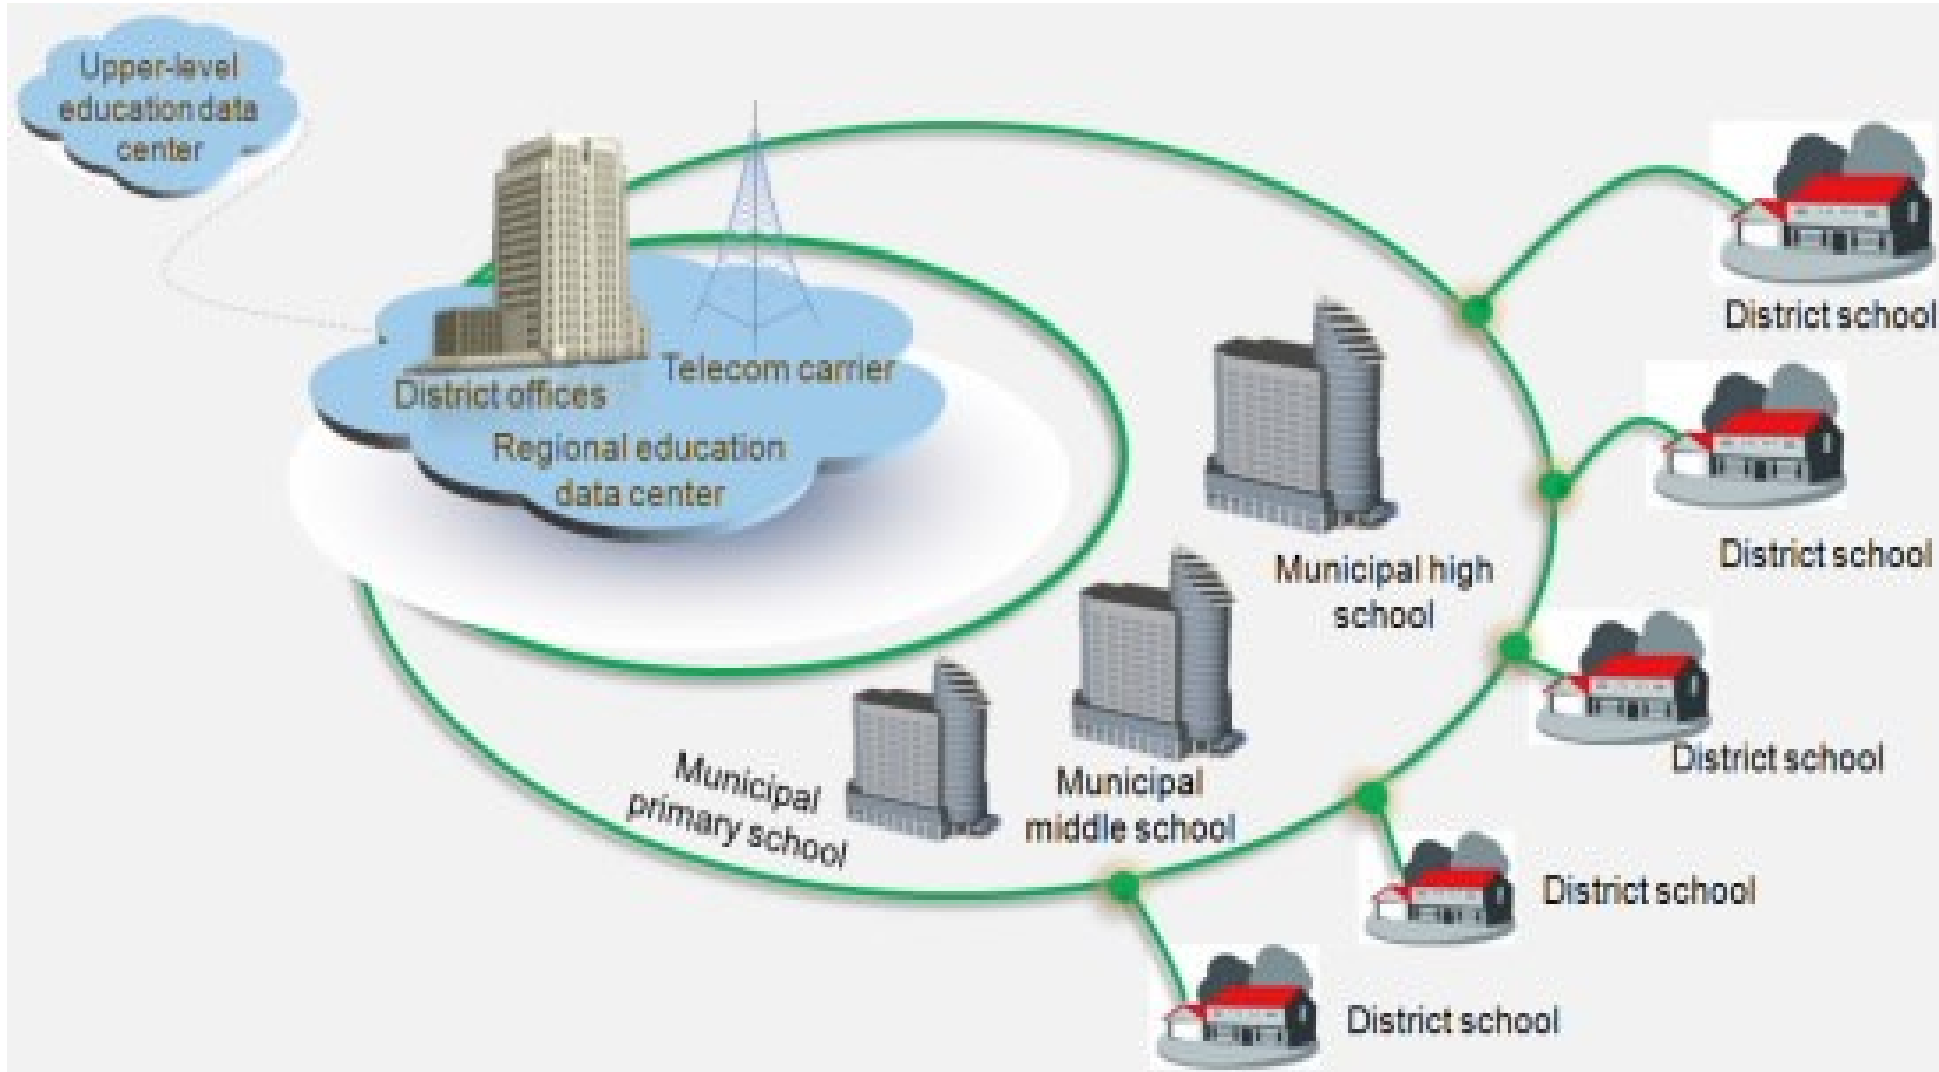 Upper-level
education data
center
District offices
Telecom carrier
Regional education
data center
District school
District school
Municipal high
school
District school
Municipal
primary school
Municipal
middle school
District school
District school